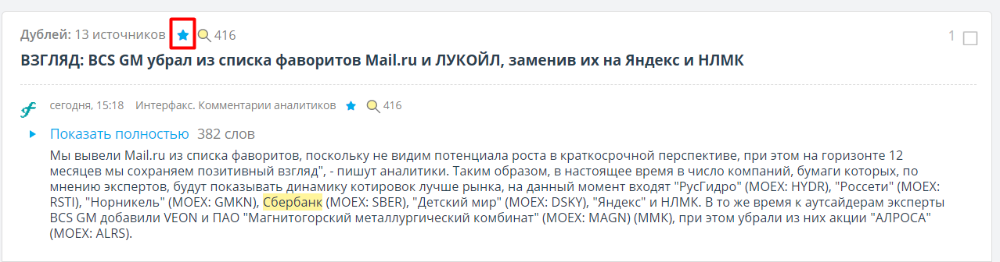 Дублей: 13 источников 416 1
ВЗГЛЯД: BCS GM убрал из списка фаворитов Mail.ru и ЛУКОЙЛ, заменив их на Яндекс и НЛМК
сегодня, 15:18 Интерфакс. Комментарии аналитиков 416
Показать полностью 382 слов
Мы вывели Mail.ru из списка фаворитов, поскольку не видим потенциала роста в краткосрочной перспективе, при этом на горизонте 12
месяцев мы сохраняем позитивный взгляд", - пишут аналитики. Таким образом, в настоящее время в число компаний, бумаги которых, по
мнению экспертов, будут показывать динамику котировок лучше рынка, на данный момент входят "РусГидро" (MOEX: HYDR), "Россети" (MOEX:
RSTI), "Норникель" (MOEX: GMKN), Сбербанк (MOEX: SBER), "Детский мир" (MOEX: DSKY), "Яндекс" и НЛМК. В то же время к аутсайдерам эксперты
BCS GM добавили VEON и ПАО "Магнитогорский металлургический комбинат" (MOEX: MAGN) (ММК), при этом убрали из них акции "АЛРОСА"
(MOEX: ALRS).